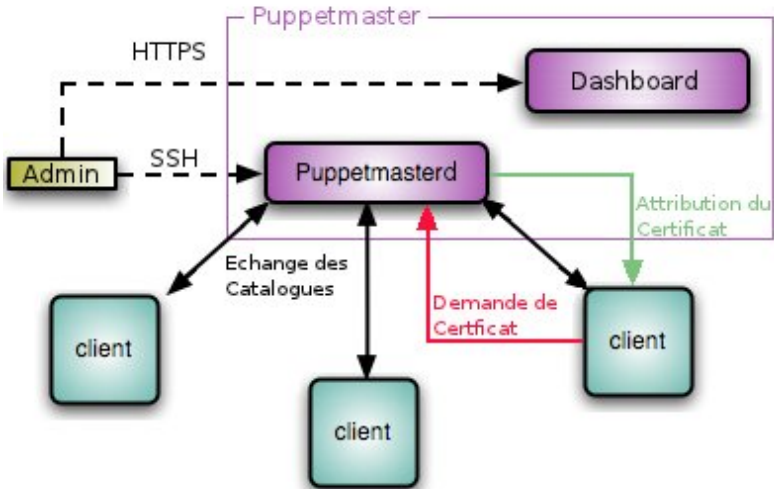 Puppetmaster
HTTPS
Dashboard
SSH
Admin
Puppetmasterd
Attribution du
Certificat
Echange des
Catalogues
Demande de
Certficat
client
client
client